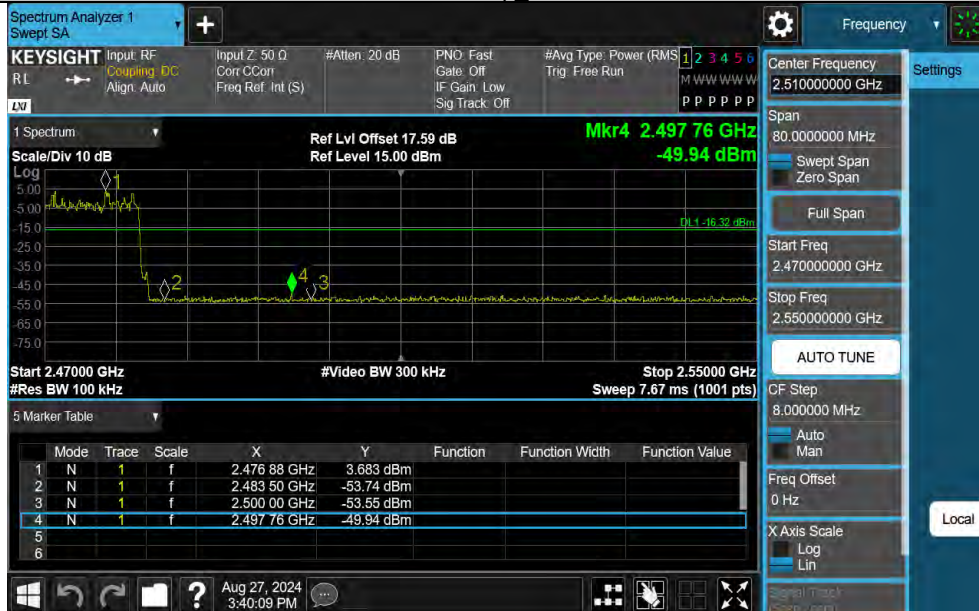 Spectrum Analyzer 1
Swept SA
Frequency
KEYSIGHT
RL
LXI
Input: RF
Coupling: DC
Align: Auto
Input Z: 50 Ω
Corr CCorr
Freq Ref: Int (S)
#Atten: 20 dB
PNO: Fast
Gate: Off
IF Gain: Low
Sig Track: Off
#Avg Type: Power (RMS
Trig: Free Run
1 2 3 4 5 6
M W W W W W
P P P P P P
1 Spectrum
Scale/Div 10 dB
Ref Lvl Offset 17.59 dB
Ref Level 15.00 dBm
Mkr4 2.497 76 GHz
-49.94 dBm
Log
5.00
-5.00
-15.0
-25.0
-35.0
-45.0
-55.0
-65.0
-75.0
1
2
4
3
DL1 -16.32 dBm
Start 2.47000 GHz
#Res BW 100 kHz
#Video BW 300 kHz
Stop 2.55000 GHz
Sweep 7.67 ms (1001 pts)
5 Marker Table
Mode Trace Scale X Y Function Function Width Function Value
1 N 1 f 2.476 88 GHz 3.683 dBm
2 N 1 f 2.483 50 GHz -53.74 dBm
3 N 1 f 2.500 00 GHz -53.55 dBm
4 N 1 f 2.497 76 GHz -49.94 dBm
5
6
Aug 27, 2024
3:40:09 PM
Center Frequency
2.510000000 GHz
Settings
Span
80.0000000 MHz
Swept Span
Zero Span
Full Span
Start Freq
2.470000000 GHz
Stop Freq
2.550000000 GHz
AUTO TUNE
CF Step
8.000000 MHz
Auto
Man
Freq Offset
0 Hz
X Axis Scale
Log
Lin
Local
Signal Track